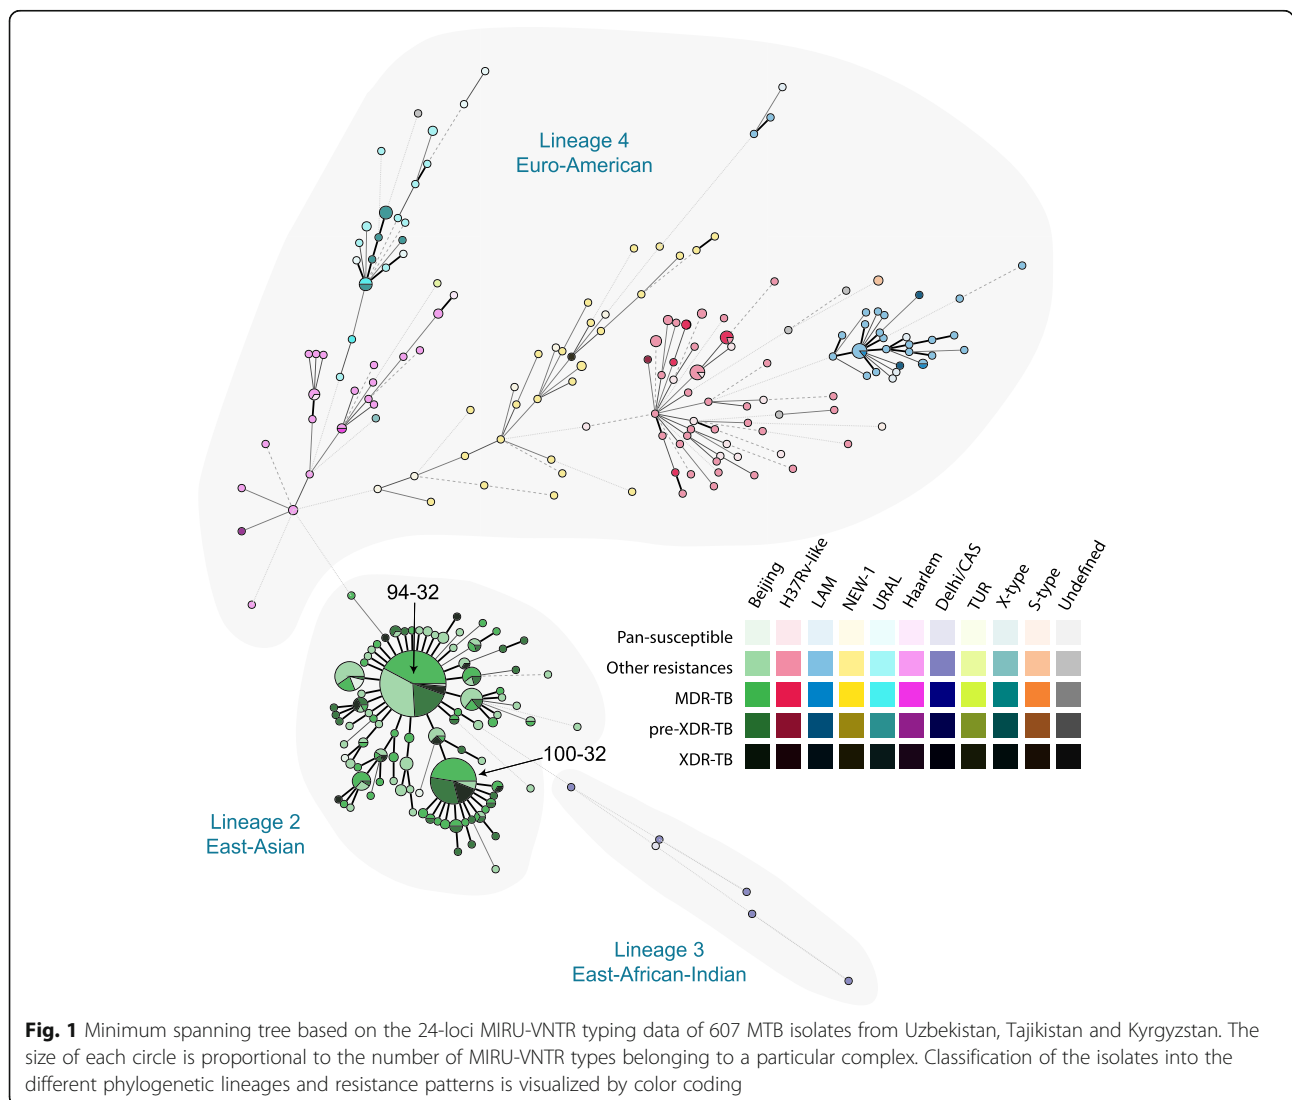 Lineage 4
Euro-American
94-32
100-32
Lineage 2
East-Asian
Lineage 3
East-African-Indian
Beijing
H37Rv-like
LAM
NEW-1
URAL
Haarlem
Delhi/CAS
TUR
X-type
S-type
Undefined
Pan-susceptible
Other resistances
MDR-TB
pre-XDR-TB
XDR-TB
Fig. 1 Minimum spanning tree based on the 24-loci MIRU-VNTR typing data of 607 MTB isolates from Uzbekistan, Tajikistan and Kyrgyzstan. The
size of each circle is proportional to the number of MIRU-VNTR types belonging to a particular complex. Classification of the isolates into the
different phylogenetic lineages and resistance patterns is visualized by color coding